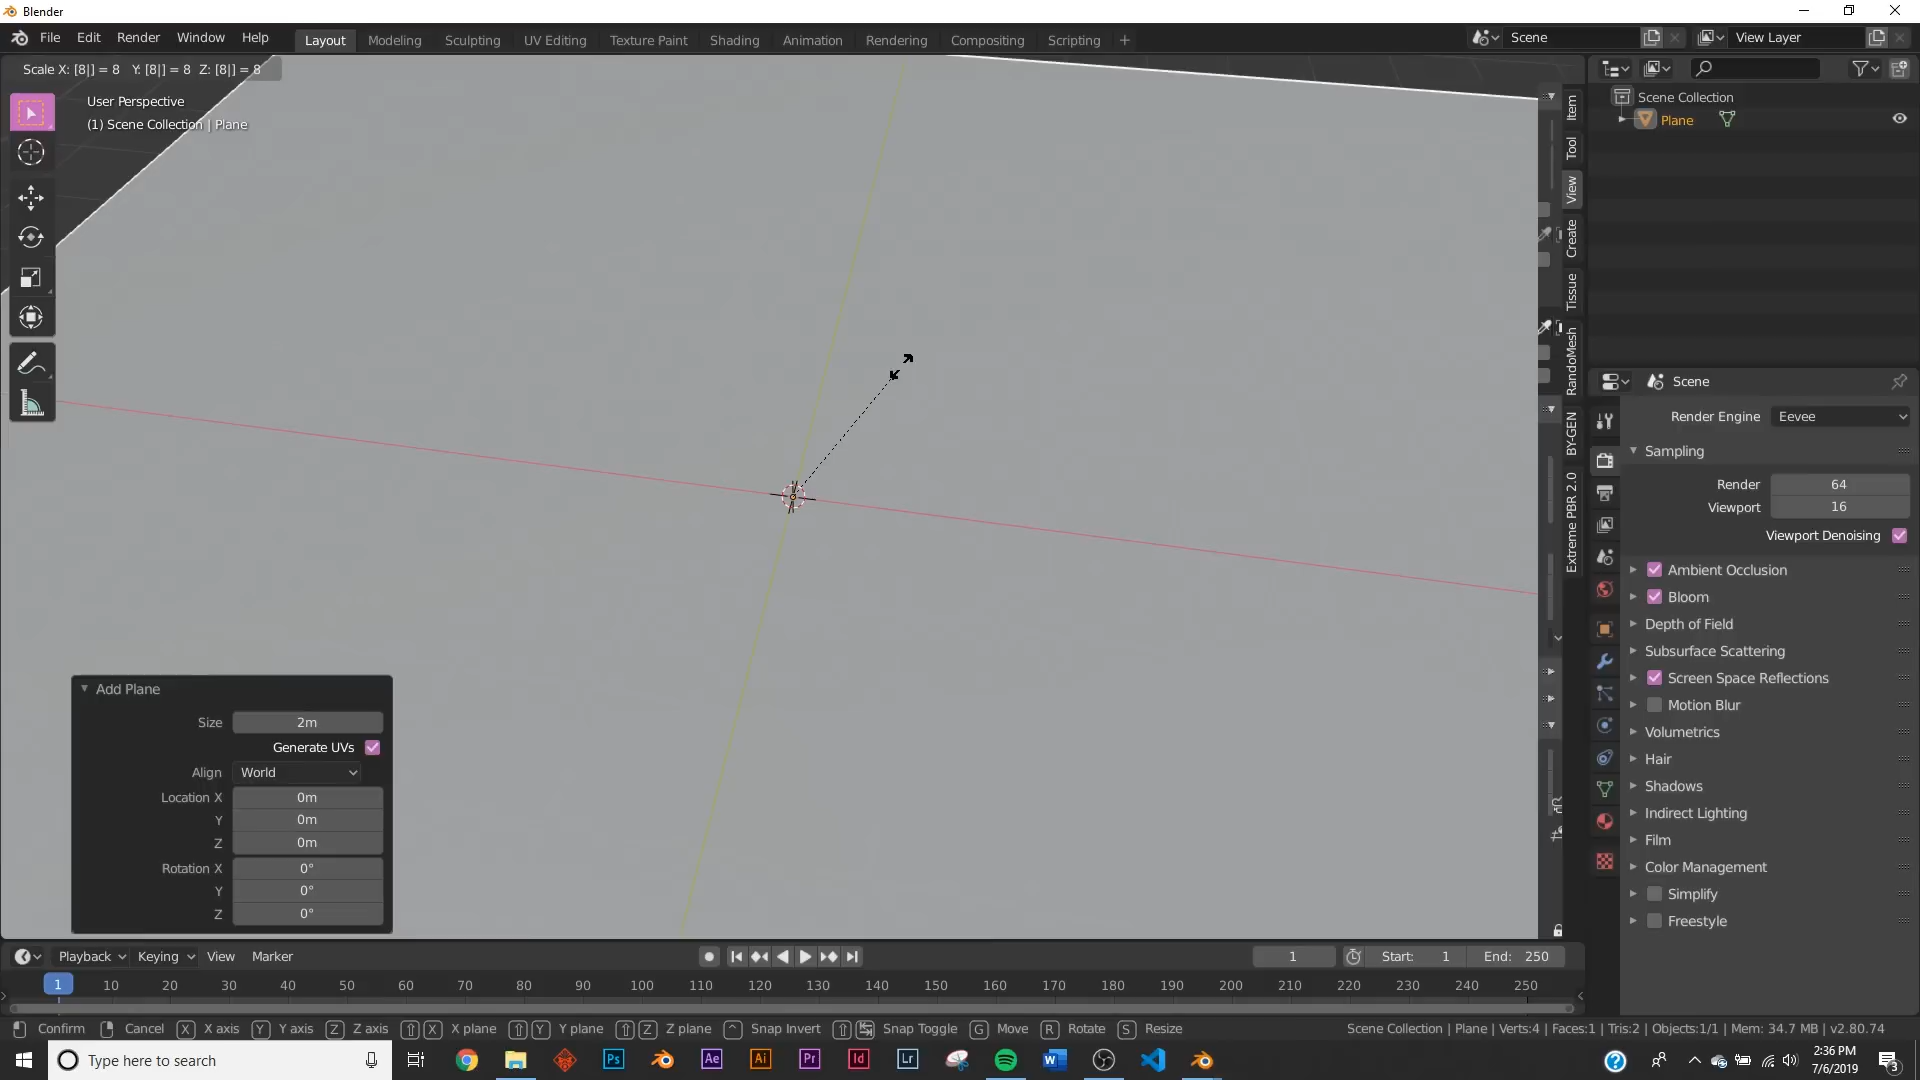 Blender
File Edit Render Window Help
Layout Modeling Sculpting UV Editing Texture Paint Shading Animation Rendering Compositing Scripting +
Scene
View Layer
Scale X: [8|] = 8 Y: [8|] = 8 Z: [8|] = 8
User Perspective
(1) Scene Collection | Plane
Item
Tool
View
Create
Tissue
RandoMesh
BY-GEN
Extreme PBR 2.0
Scene Collection
Plane
Scene
Render Engine Eevee
Sampling
Render 64
Viewport 16
Viewport Denoising
Ambient Occlusion
Bloom
Depth of Field
Subsurface Scattering
Screen Space Reflections
Motion Blur
Volumetrics
Hair
Shadows
Indirect Lighting
Film
Color Management
Simplify
Freestyle
Add Plane
Size 2m
Generate UVs
Align World
Location X 0m
Y 0m
Z 0m
Rotation X 0°
Y 0°
Z 0°
Playback Keying View Marker
1 Start: 1 End: 250
1 10 20 30 40 50 60 70 80 90 100 110 120 130 140 150 160 170 180 190 200 210 220 230 240 250
Confirm Cancel X X axis Y Y axis Z Z axis X X plane Y Y plane Z Z plane Snap Invert Snap Toggle G Move R Rotate S Resize
Scene Collection | Plane | Verts:4 | Faces:1 | Tris:2 | Objects:1/1 | Mem: 34.7 MB | v2.80.74
Type here to search
Ps Ae Ai Pr Id Lr W
2:36 PM
7/6/2019
3